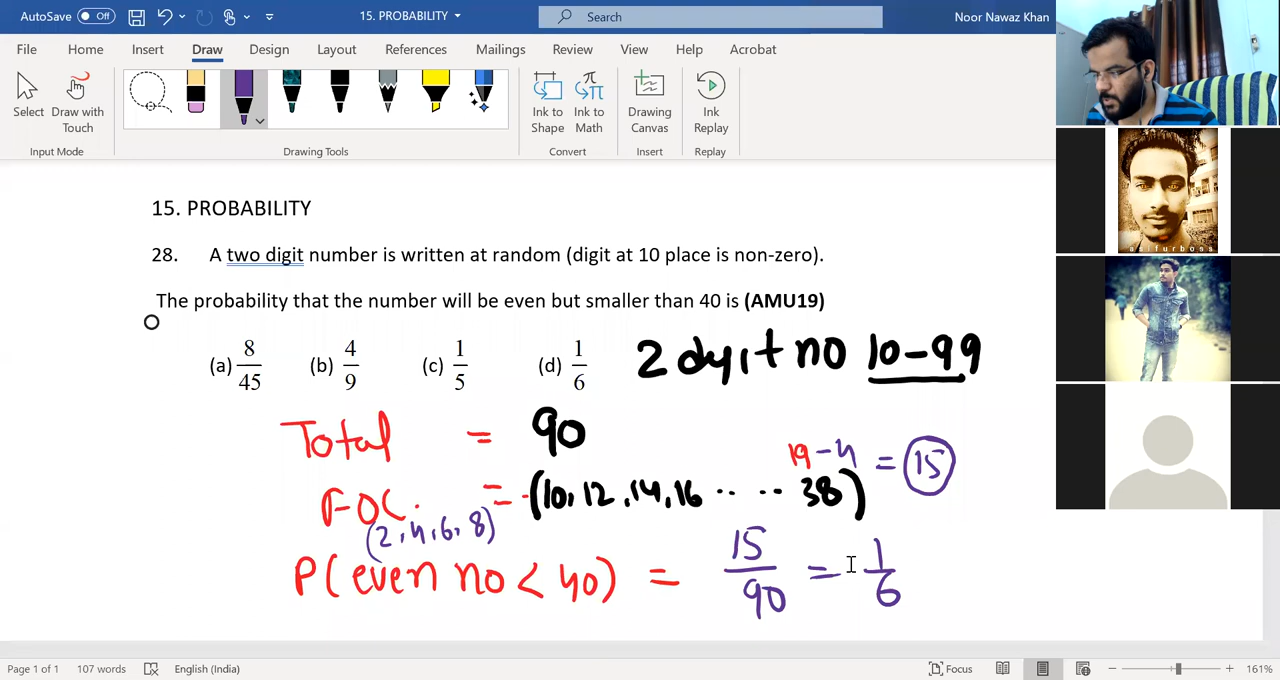 AutoSave Off 15. PROBABILITY Search Noor Nawaz Khan
File Home Insert Draw Design Layout References Mailings Review View Help Acrobat
Select Draw with Touch Ink to Shape Ink to Math Drawing Canvas Ink Replay
Input Mode Drawing Tools Convert Insert Replay
15. PROBABILITY
28. A two digit number is written at random (digit at 10 place is non-zero).
The probability that the number will be even but smaller than 40 is (AMU19)
(a) 8/45 (b) 4/9 (c) 1/5 (d) 1/6 2 dyit no 10-99
Total = 90
19-4 = 15
FOC. = (10, 12, 14, 16 .. .. 38)
(2, 4, 6, 8)
P(even no < 40) = 15/90 = 1/6
asifurboss
Page 1 of 1 107 words English (India) Focus 161%